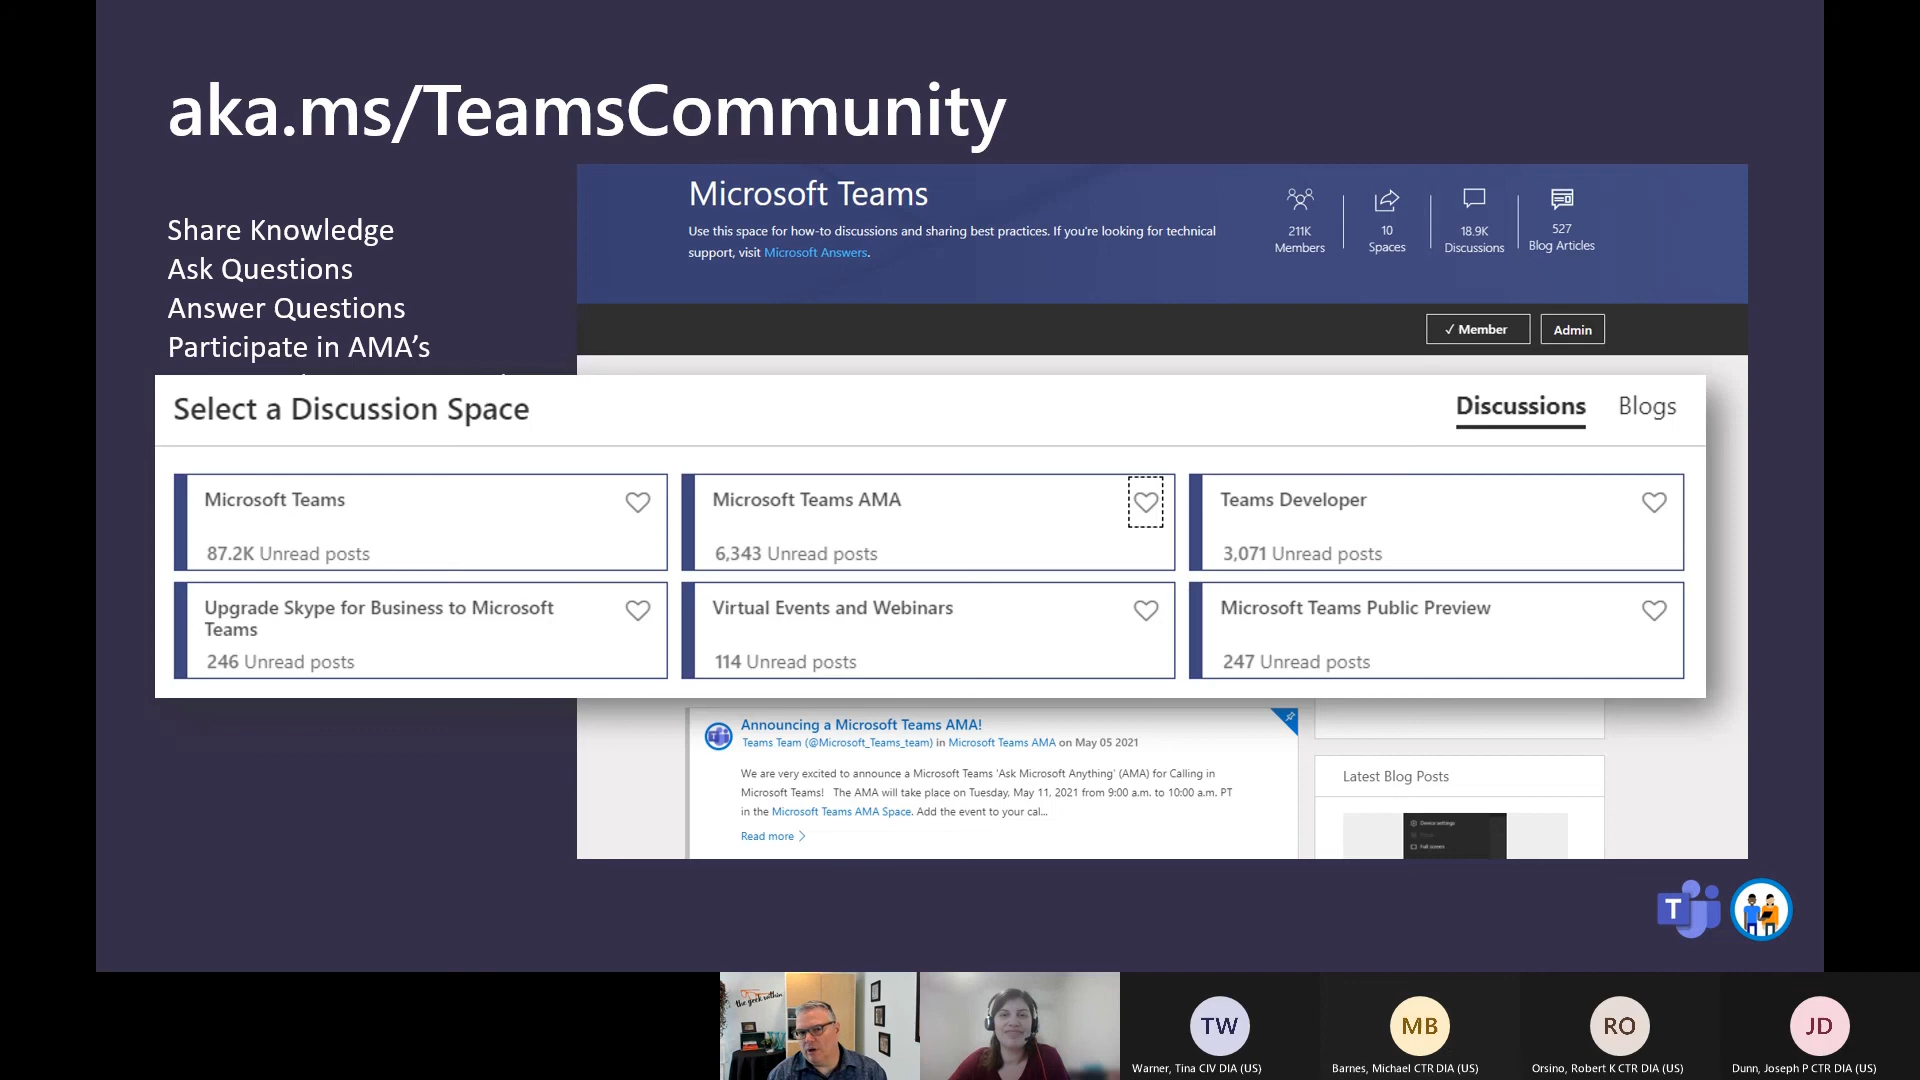 aka.ms/TeamsCommunity
Share Knowledge
Ask Questions
Answer Questions
Participate in AMA's
Microsoft Teams
Use this space for how-to discussions and sharing best practices. If you're looking for technical
support, visit Microsoft Answers.
211K
Members
10
Spaces
18.9K
Discussions
527
Blog Articles
✓ Member
Admin
Select a Discussion Space
Discussions
Blogs
Microsoft Teams
87.2K Unread posts
Microsoft Teams AMA
6,343 Unread posts
Teams Developer
3,071 Unread posts
Upgrade Skype for Business to Microsoft
Teams
246 Unread posts
Virtual Events and Webinars
114 Unread posts
Microsoft Teams Public Preview
247 Unread posts
Announcing a Microsoft Teams AMA!
Teams Team (@Microsoft_Teams_team) in Microsoft Teams AMA on May 05 2021
We are very excited to announce a Microsoft Teams 'Ask Microsoft Anything' (AMA) for Calling in
Microsoft Teams! The AMA will take place on Tuesday, May 11, 2021 from 9:00 a.m. to 10:00 a.m. PT
in the Microsoft Teams AMA Space. Add the event to your cal...
Read more
Latest Blog Posts
Device settings
Full screen
T
the geek within
TW
Warner, Tina CIV DIA (US)
MB
Barnes, Michael CTR DIA (US)
RO
Orsino, Robert K CTR DIA (US)
JD
Dunn, Joseph P CTR DIA (US)